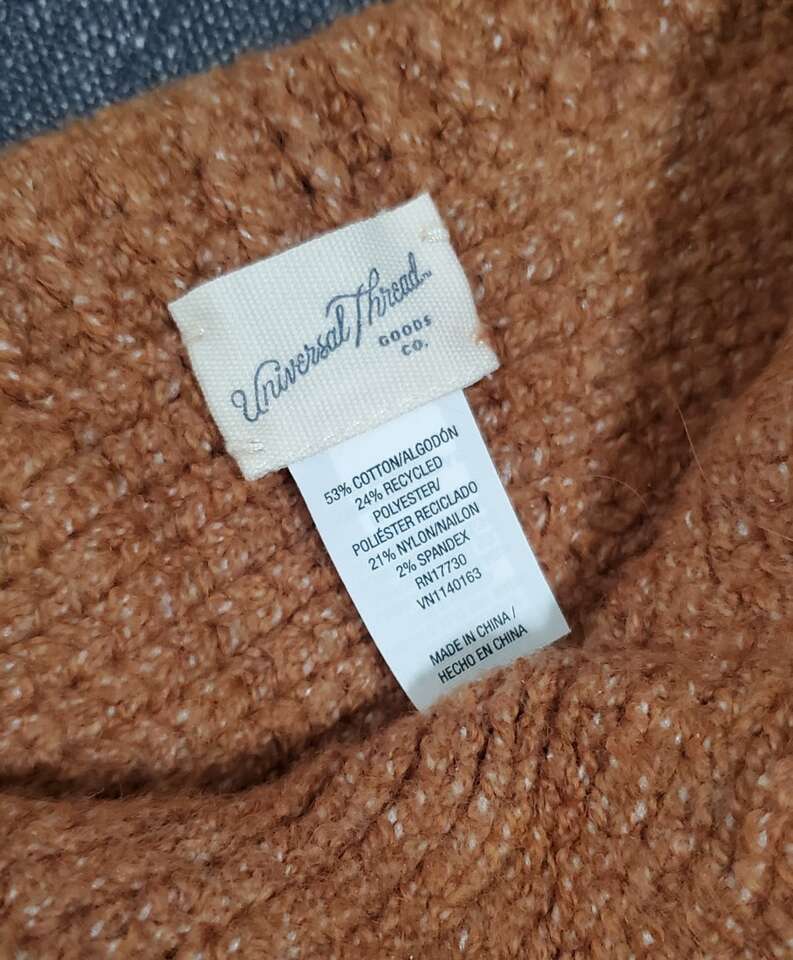 Universal Thread™
GOODS
CO.
53% COTTON/ALGODÓN
24% RECYCLED
POLYESTER/
POLIÉSTER RECICLADO
21% NYLON/NAILON
2% SPANDEX
RN17730
VN1140163
MADE IN CHINA /
HECHO EN CHINA